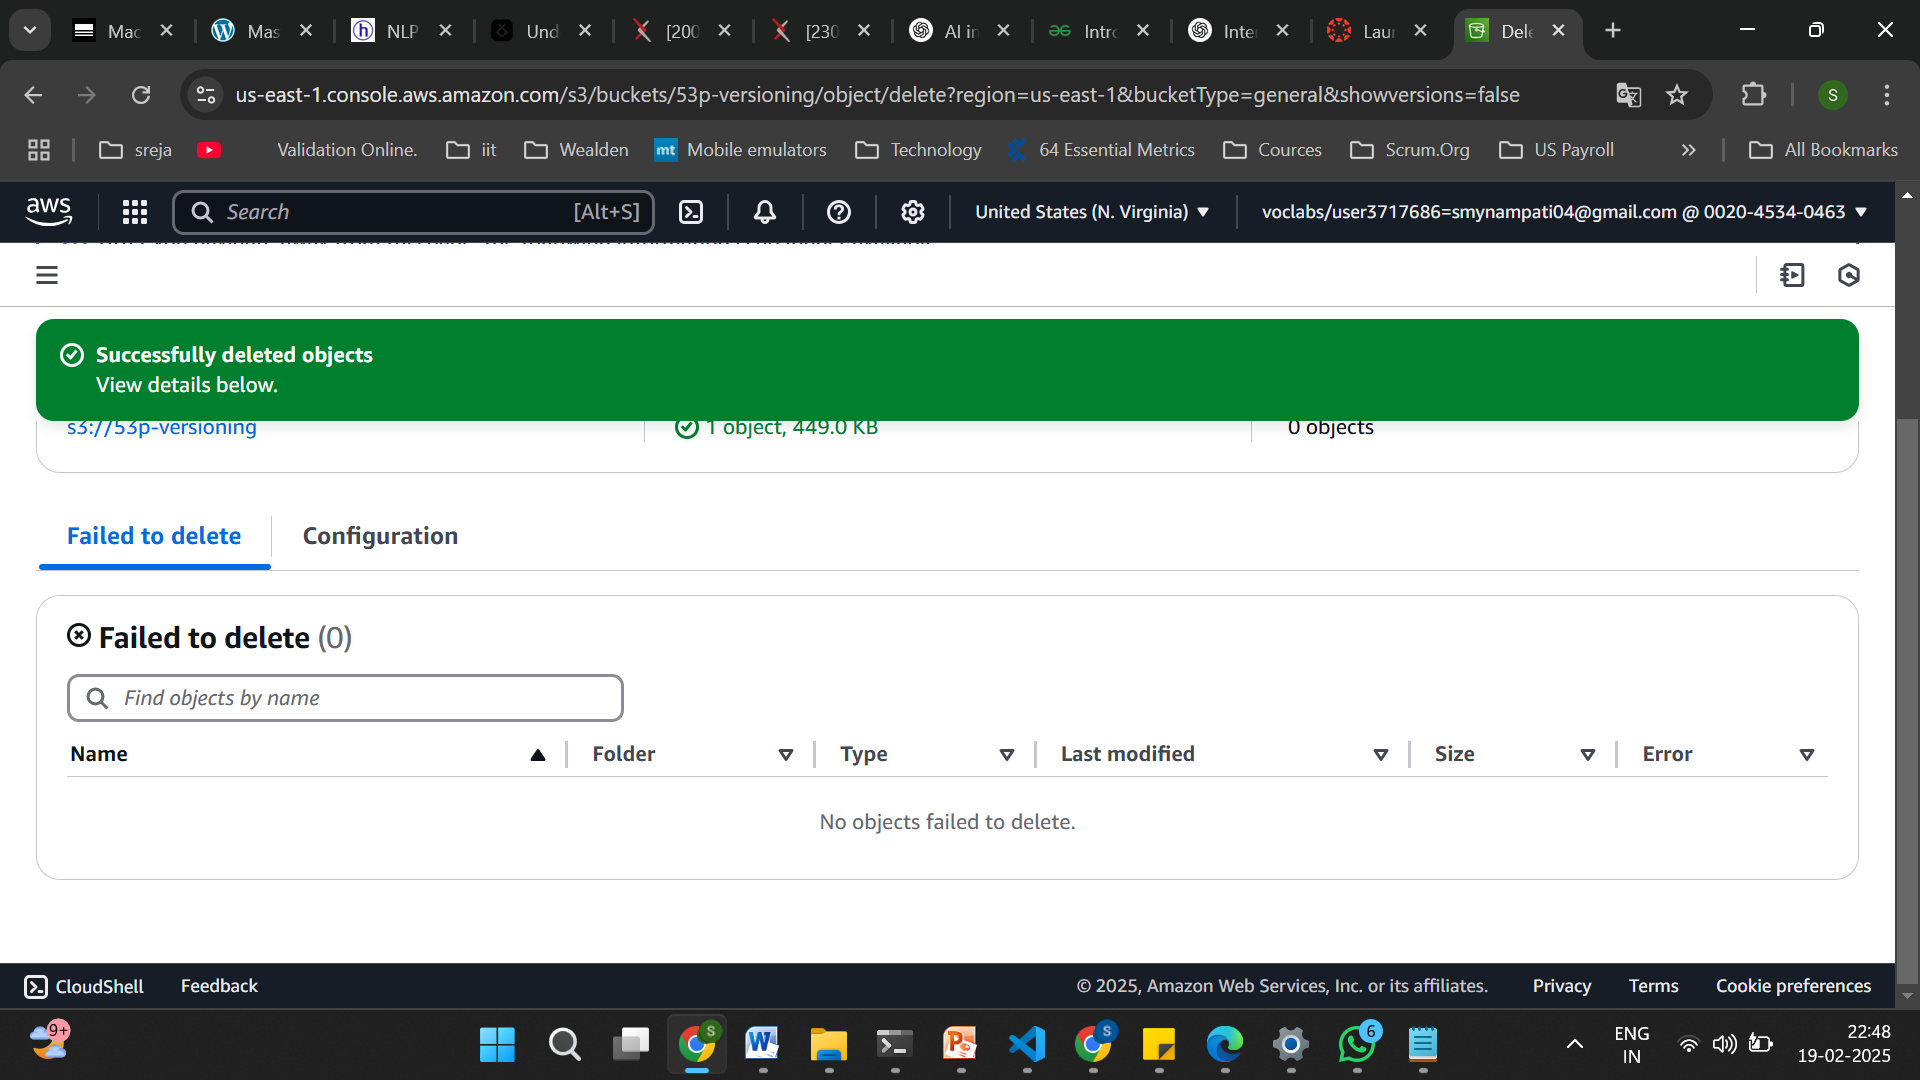 Mac
Mas
NLP
Und
[200
[230
AI in
Intro
Inte
Laun
Dele
us-east-1.console.aws.amazon.com/s3/buckets/53p-versioning/object/delete?region=us-east-1&bucketType=general&showversions=false
S
sreja
Validation Online.
iit
Wealden
mt
Mobile emulators
Technology
64 Essential Metrics
Cources
Scrum.Org
US Payroll
»
All Bookmarks
aws
Search
[Alt+S]
United States (N. Virginia)
voclabs/user3717686=smynampati04@gmail.com @ 0020-4534-0463
Successfully deleted objects
View details below.
s3://53p-versioning
1 object, 449.0 KB
0 objects
Failed to delete
Configuration
Failed to delete (0)
Find objects by name
Name
Folder
Type
Last modified
Size
Error
No objects failed to delete.
CloudShell
Feedback
© 2025, Amazon Web Services, Inc. or its affiliates.
Privacy
Terms
Cookie preferences
9+
S
S
6
ENG
IN
22:48
19-02-2025